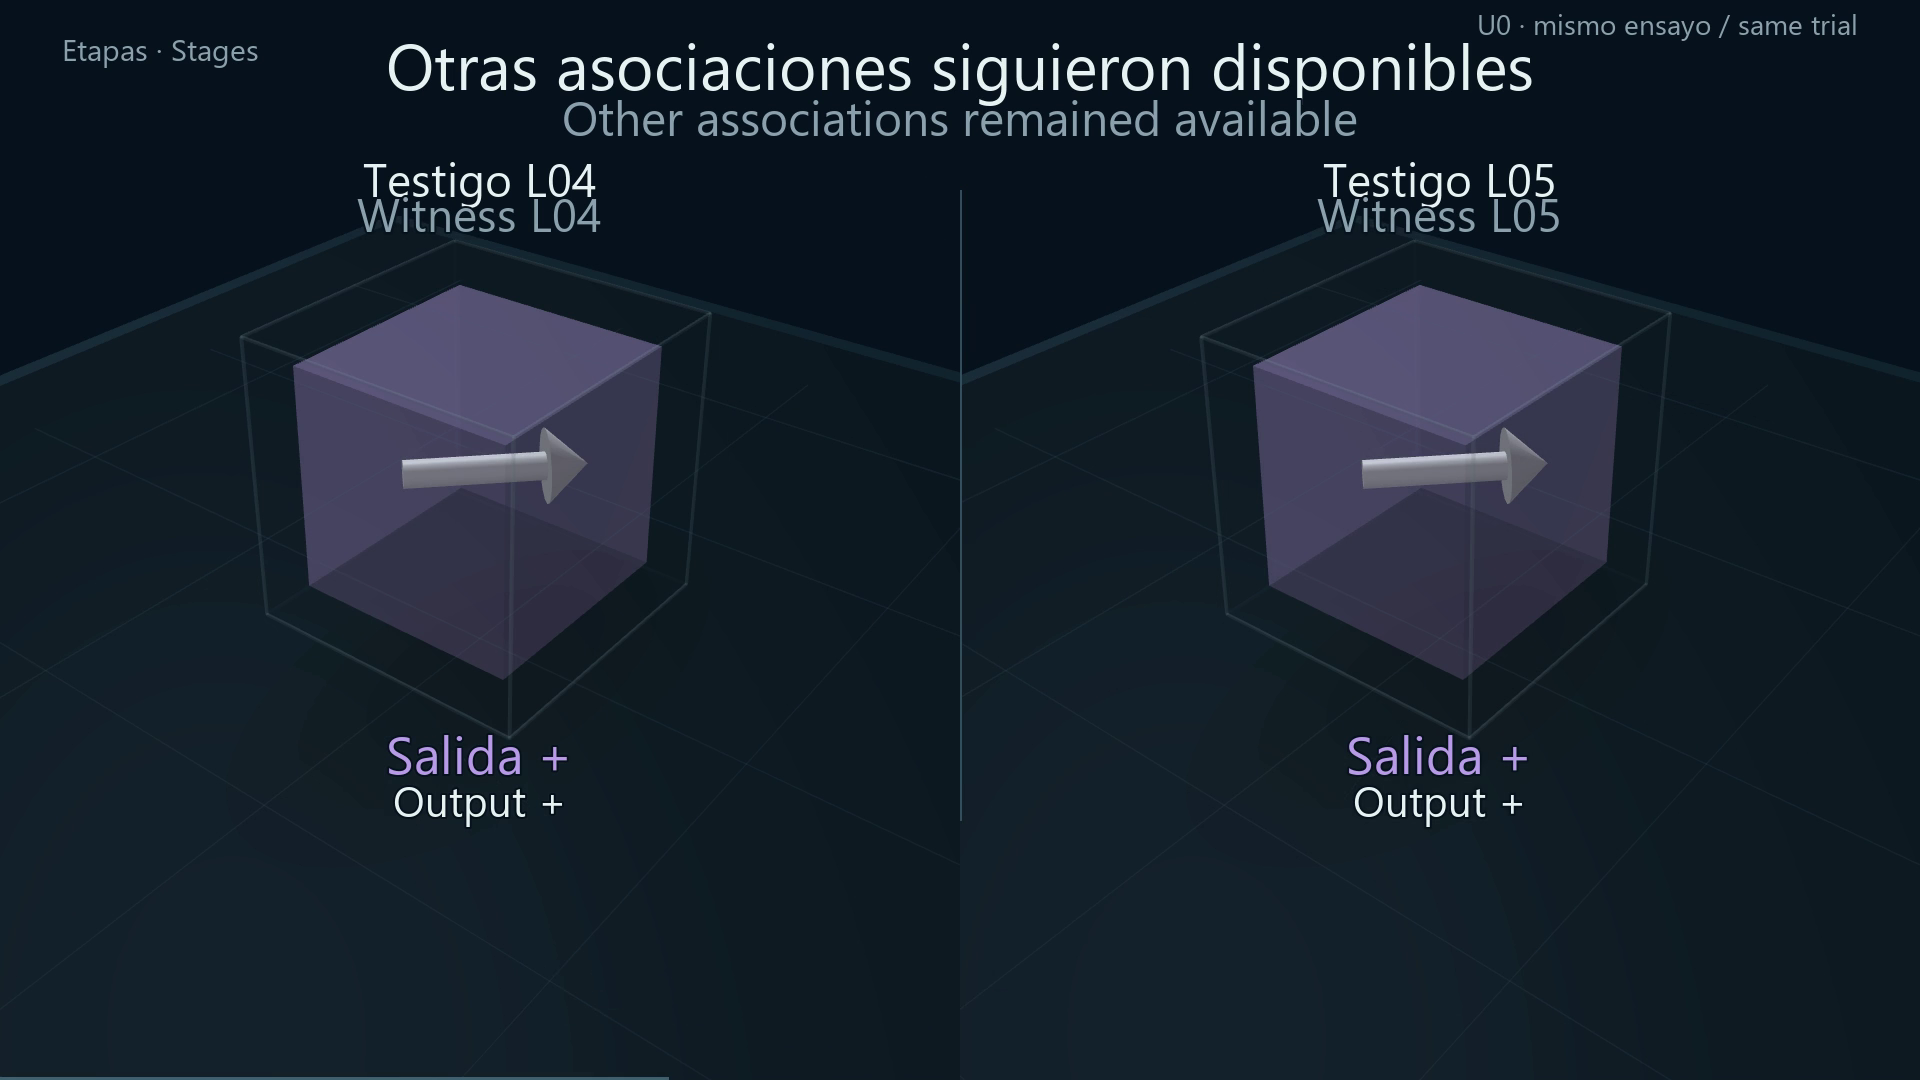 Etapas · Stages
U0 · mismo ensayo / same trial
Otras asociaciones siguieron disponibles
Other associations remained available
Testigo L04
Witness L04
Salida +
Output +
Testigo L05
Witness L05
Salida +
Output +